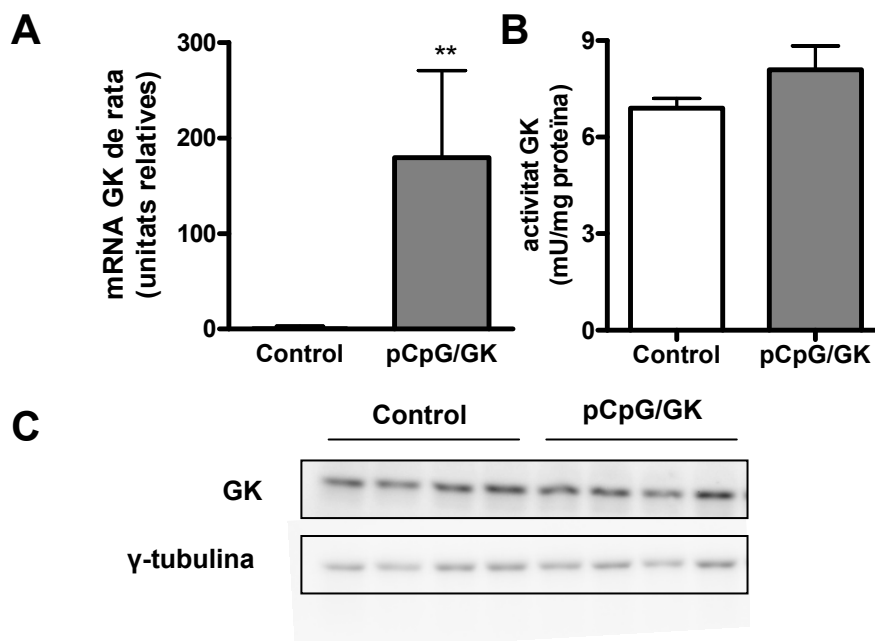 A
mRNA GK de rata
(unitats relatives)
300
200
100
0
**
Control
pCpG/GK
B
activitat GK
(mU/mg proteïna)
9
6
3
0
Control
pCpG/GK
C
Control
pCpG/GK
GK
γ-tubulina